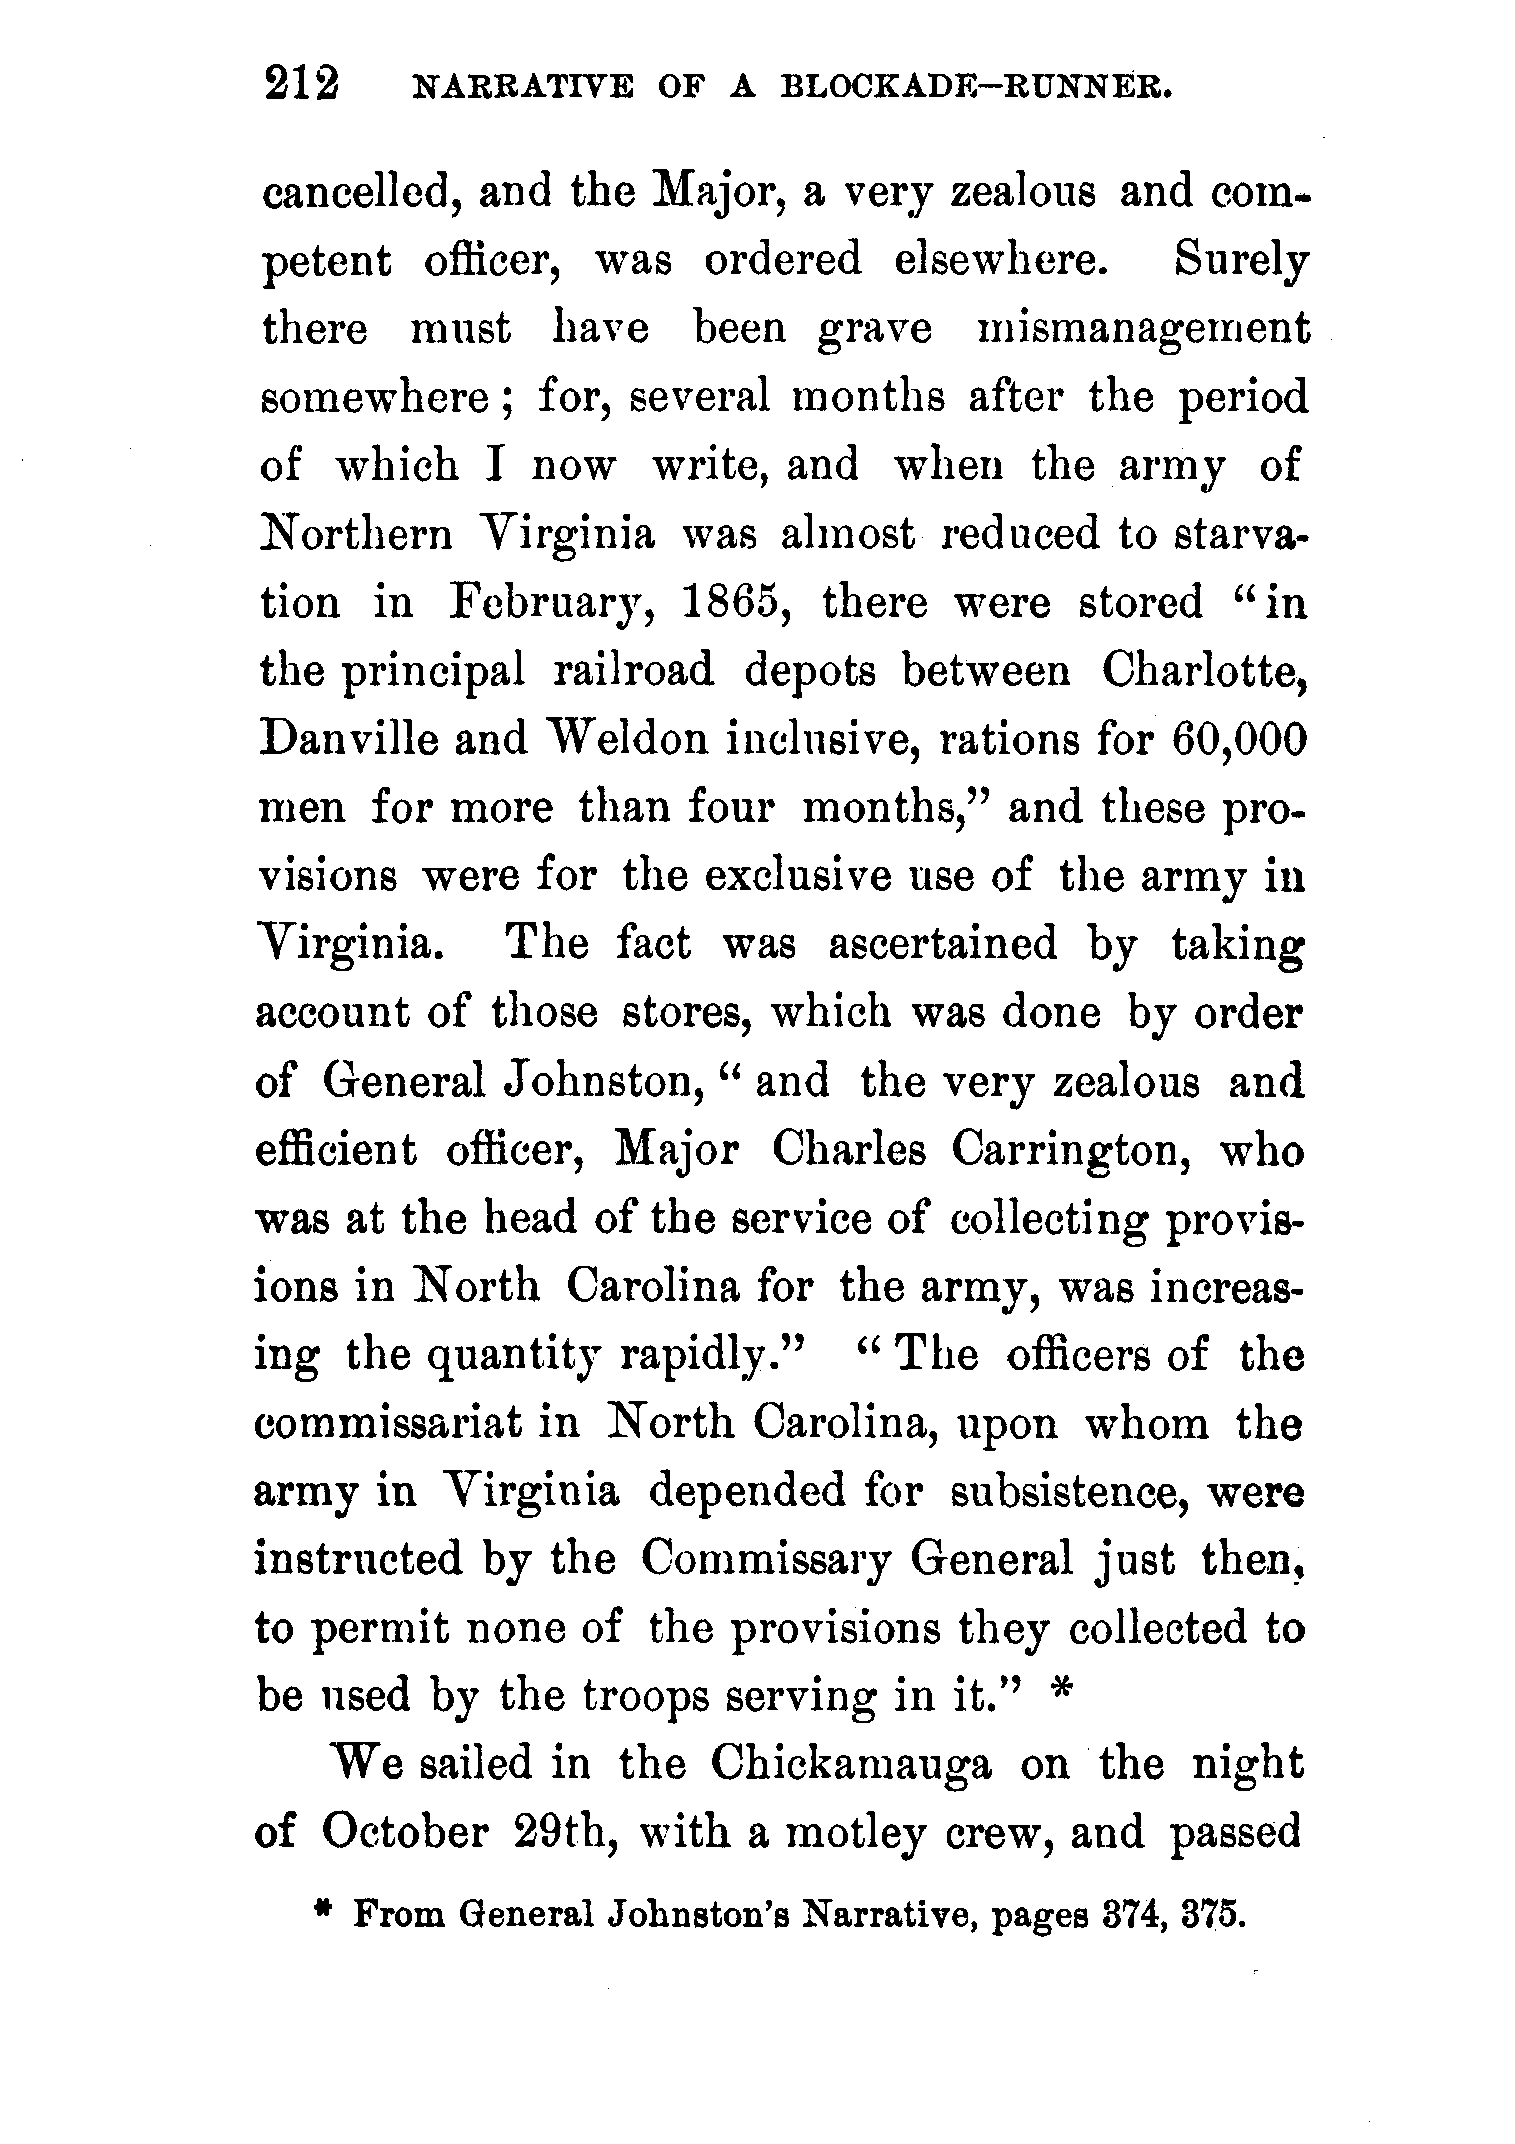 212 NARRATIVE OF A BLOCKADE-RUNNER.
cancelled, and the Major, a very zealous and com-
petent officer, was ordered elsewhere. Surely
there must have been grave mismanagement
somewhere ; for, several months after the period
of which I now write, and when the army of
Northern Virginia was almost reduced to starva-
tion in February, 1865, there were stored “ in
the principal railroad depots between Charlotte,
Danville and Weldon inclusive, rations for 60,000
men for more than four months,” and these pro-
visions were for the exclusive use of the army in
Virginia. The fact was ascertained by taking
account of those stores, which was done by order
of General Johnston, “ and the very zealous and
efficient officer, Major Charles Carrington, who
was at the head of the service of collecting provis-
ions in North Carolina for the army, was increas-
ing the quantity rapidly.” “ The officers of the
commissariat in North Carolina, upon whom the
army in Virginia depended for subsistence, were
instructed by the Commissary General just then,
to permit none of the provisions they collected to
be used by the troops serving in it.” *
We sailed in the Chickamauga on the night
of October 29th, with a motley crew, and passed
* From General Johnston’s Narrative, pages 374, 375.